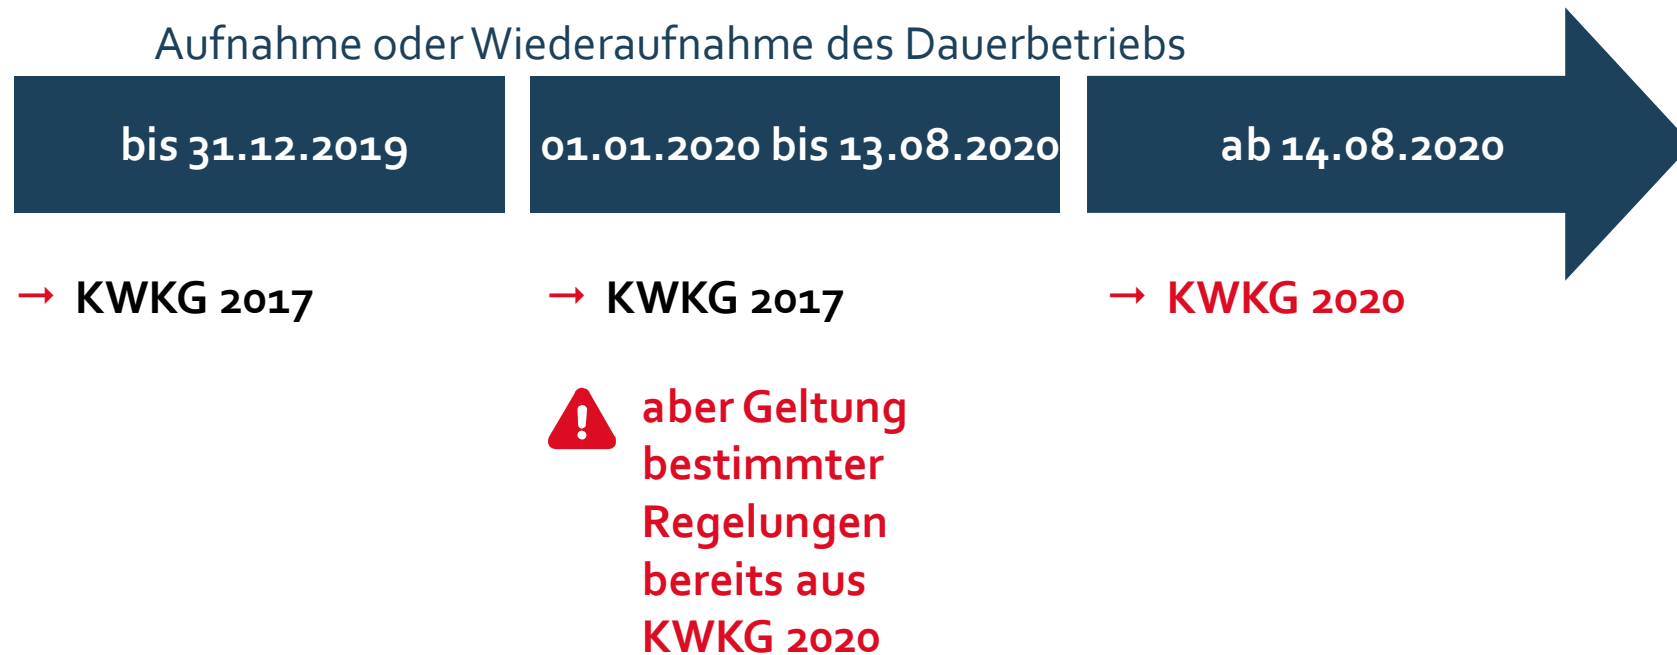 Aufnahme oder Wiederaufnahme des Dauerbetriebs
bis 31.12.2019
01.01.2020 bis 13.08.2020
ab 14.08.2020
→ KWKG 2017
→ KWKG 2017
→ KWKG 2020
aber Geltung
bestimmter
Regelungen
bereits aus
KWKG 2020